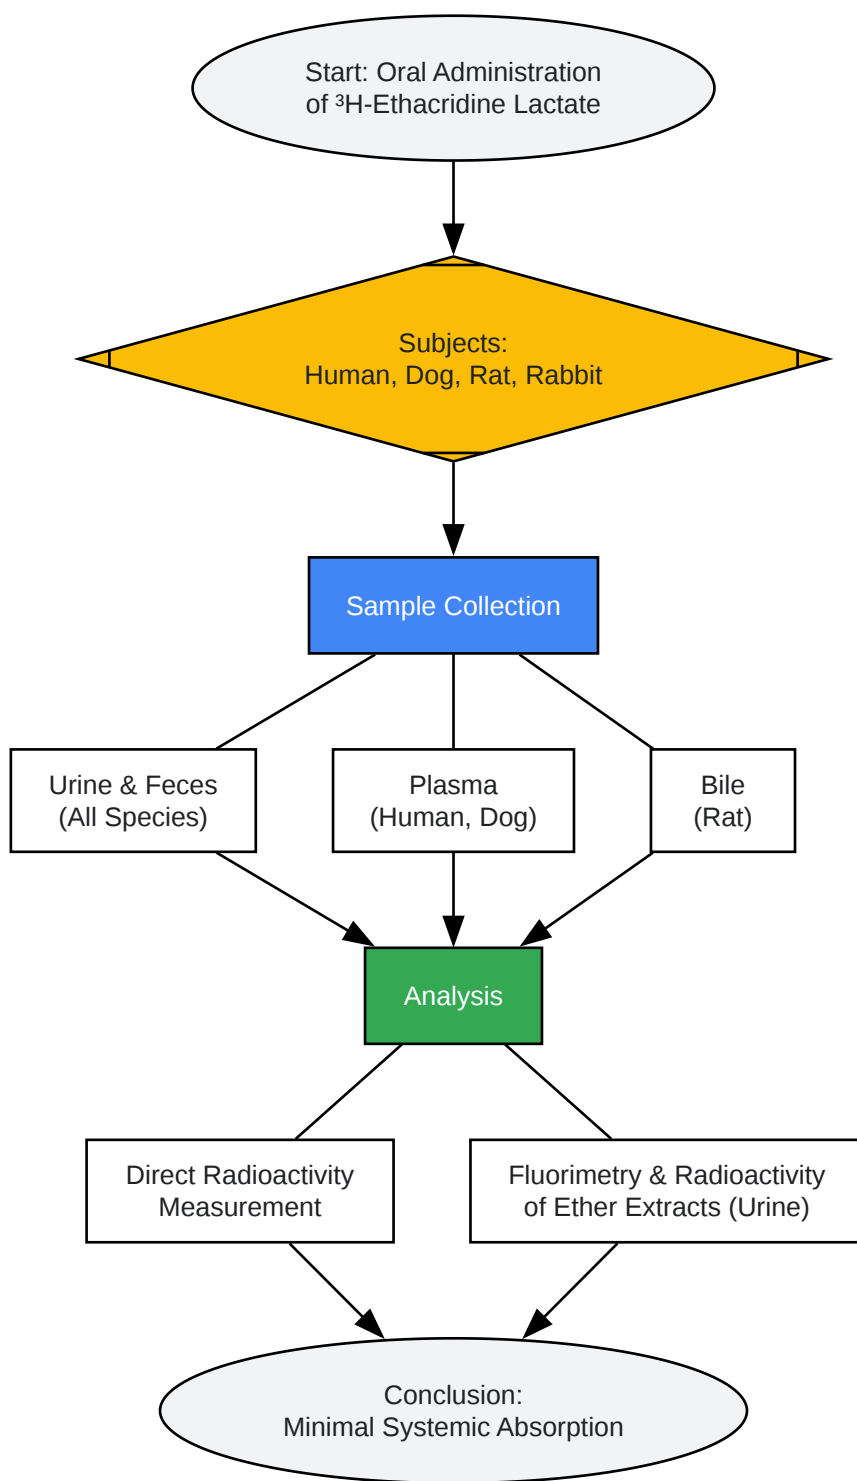 Start: Oral Administration
of ³H-Ethacridine Lactate
Subjects:
Human, Dog, Rat, Rabbit
Sample Collection
Urine & Feces
(All Species)
Plasma
(Human, Dog)
Bile
(Rat)
Analysis
Direct Radioactivity
Measurement
Fluorimetry & Radioactivity
of Ether Extracts (Urine)
Conclusion:
Minimal Systemic Absorption